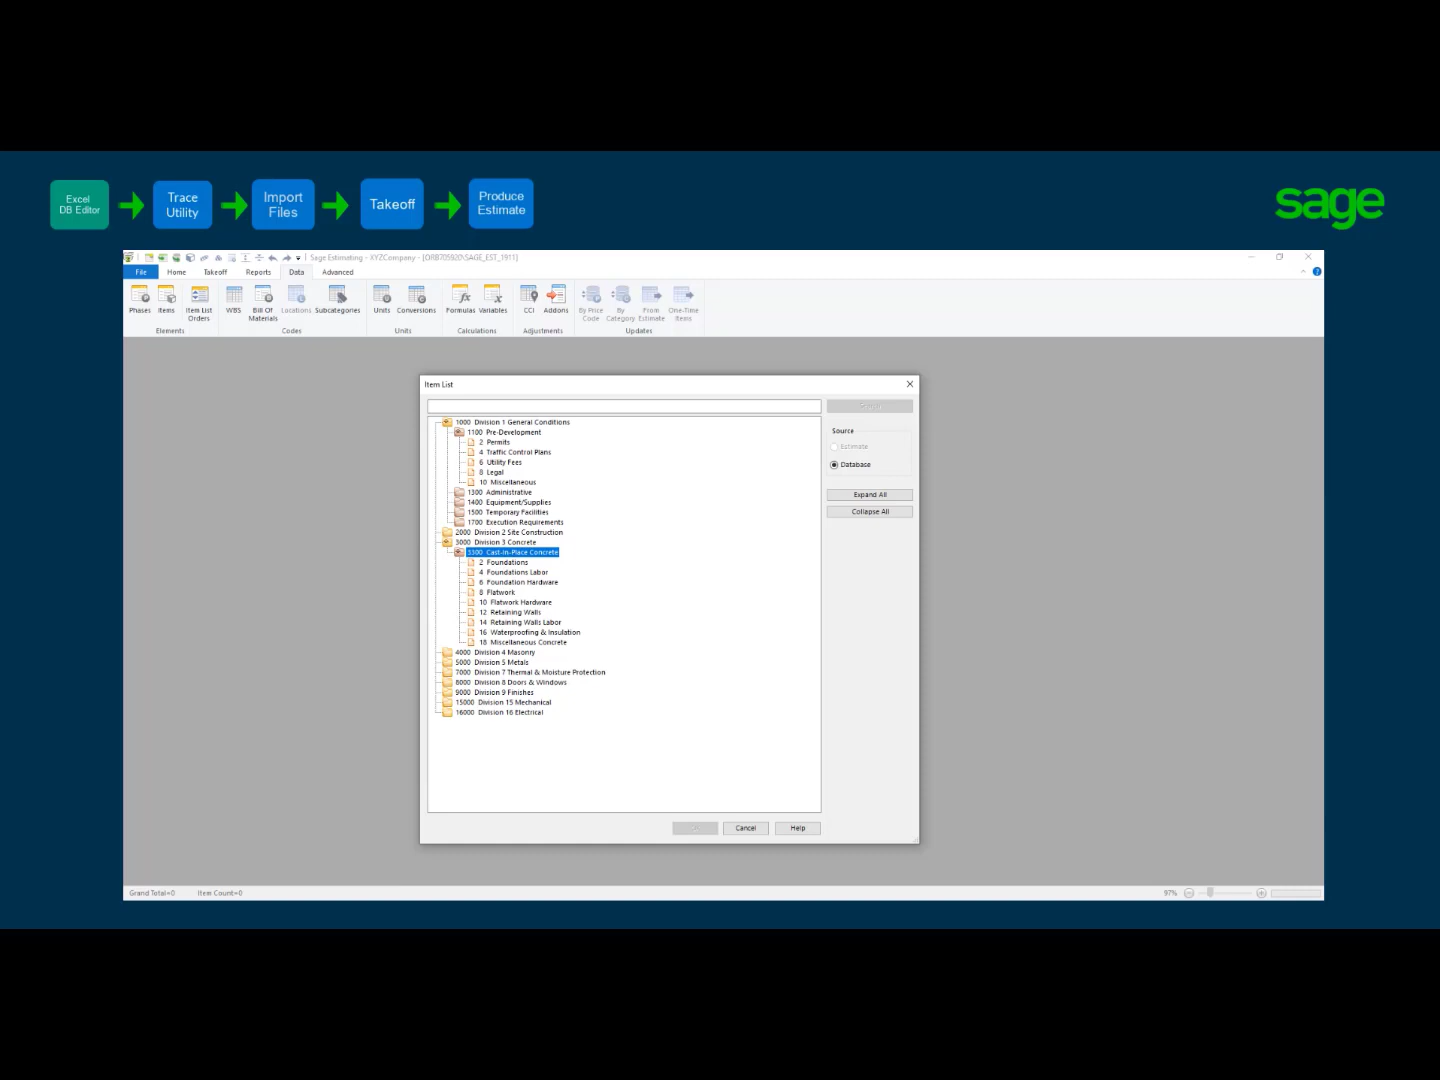 Excel
DB Editor
Trace
Utility
Import
Files
Takeoff
Produce
Estimate
sage
Sage Estimating - XYZCompany - [ORB705920\SAGE_EST_1911]
File Home Takeoff Reports Data Advanced
Phases Items Item List Orders WBS Bill Of Materials Locations Subcategories Units Conversions Formulas Variables CCI Addons By Price Code By Category From Estimate One-Time Items
Elements Codes Units Calculations Adjustments Updates
Item List
1000 Division 1 General Conditions
1100 Pre-Development
2 Permits
4 Traffic Control Plans
6 Utility Fees
8 Legal
10 Miscellaneous
1300 Administrative
1400 Equipment/Supplies
1500 Temporary Facilities
1700 Execution Requirements
2000 Division 2 Site Construction
3000 Division 3 Concrete
3300 Cast-In-Place Concrete
2 Foundations
4 Foundations Labor
6 Foundation Hardware
8 Flatwork
10 Flatwork Hardware
12 Retaining Walls
14 Retaining Walls Labor
16 Waterproofing & Insulation
18 Miscellaneous Concrete
4000 Division 4 Masonry
5000 Division 5 Metals
7000 Division 7 Thermal & Moisture Protection
8000 Division 8 Doors & Windows
9000 Division 9 Finishes
15000 Division 15 Mechanical
16000 Division 16 Electrical
Source
Estimate
Database
Expand All
Collapse All
Cancel Help
Grand Total=0 Item Count=0 97%